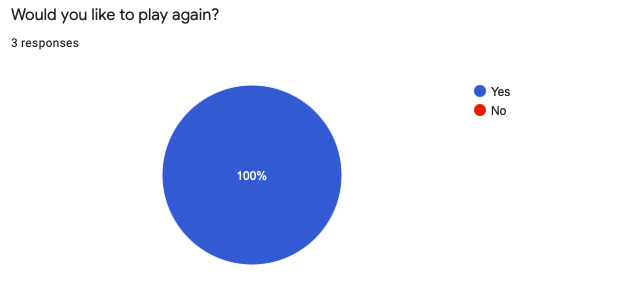 Would you like to play again?
3 responses
Yes
No
100%